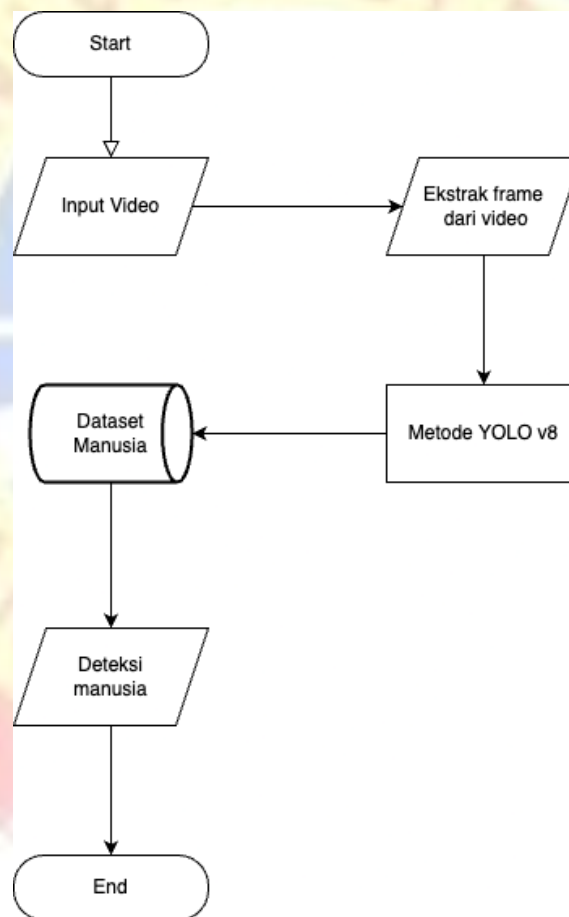 Start
Input Video
Ekstrak frame
dari video
Metode YOLO v8
Dataset
Manusia
Deteksi
manusia
End